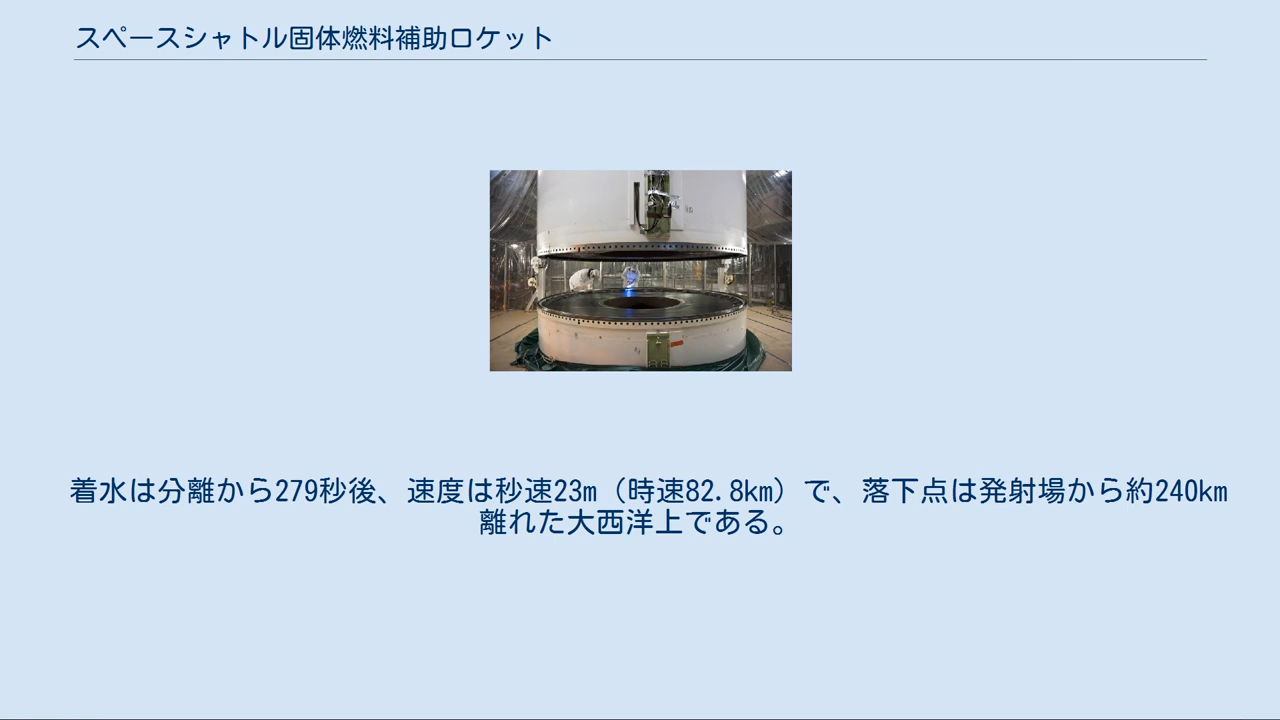 スペースシャトル固体燃料補助ロケット
着水は分離から279秒後、速度は秒速23m（時速82.8km）で、落下点は発射場から約240km
離れた大西洋上である。